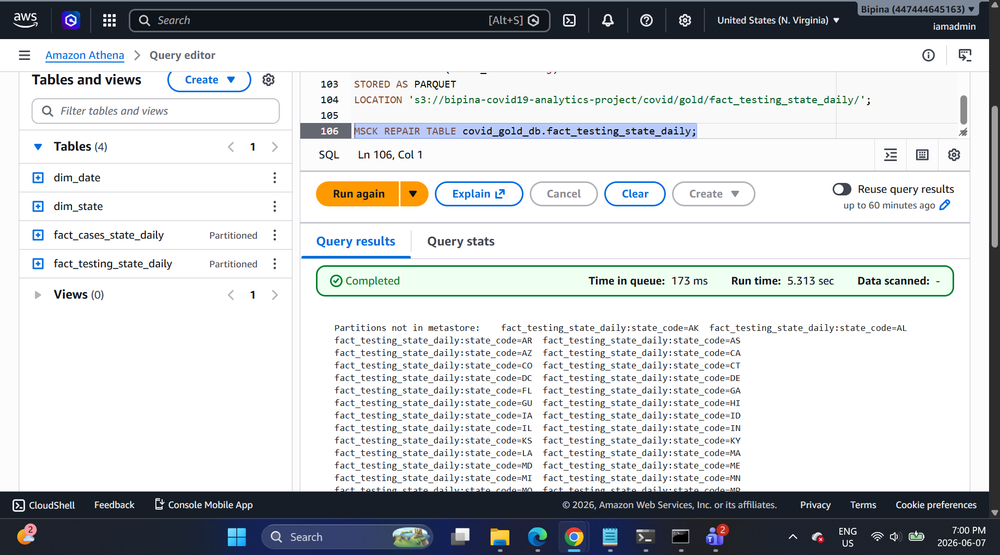 aws
Search
[Alt+S]
United States (N. Virginia)
Bipina (447444645163)
iamadmin
Amazon Athena
Query editor
Tables and views
Create
Filter tables and views
Tables (4)
1
dim_date
dim_state
fact_cases_state_daily Partitioned
fact_testing_state_daily Partitioned
Views (0)
1
103 STORED AS PARQUET
104 LOCATION 's3://bipina-covid19-analytics-project/covid/gold/fact_testing_state_daily/';
105
106 MSCK REPAIR TABLE covid_gold_db.fact_testing_state_daily;
SQL Ln 106, Col 1
Run again
Explain
Cancel
Clear
Create
Reuse query results
up to 60 minutes ago
Query results
Query stats
Completed
Time in queue: 173 ms Run time: 5.313 sec Data scanned: -
Partitions not in metastore: fact_testing_state_daily:state_code=AK fact_testing_state_daily:state_code=AL
fact_testing_state_daily:state_code=AR fact_testing_state_daily:state_code=AS
fact_testing_state_daily:state_code=AZ fact_testing_state_daily:state_code=CA
fact_testing_state_daily:state_code=CO fact_testing_state_daily:state_code=CT
fact_testing_state_daily:state_code=DC fact_testing_state_daily:state_code=DE
fact_testing_state_daily:state_code=FL fact_testing_state_daily:state_code=GA
fact_testing_state_daily:state_code=GU fact_testing_state_daily:state_code=HI
fact_testing_state_daily:state_code=IA fact_testing_state_daily:state_code=ID
fact_testing_state_daily:state_code=IL fact_testing_state_daily:state_code=IN
fact_testing_state_daily:state_code=KS fact_testing_state_daily:state_code=KY
fact_testing_state_daily:state_code=LA fact_testing_state_daily:state_code=MA
fact_testing_state_daily:state_code=MD fact_testing_state_daily:state_code=ME
fact_testing_state_daily:state_code=MI fact_testing_state_daily:state_code=MN
fact_testing_state_daily:state_code=MO fact_testing_state_daily:state_code=MP
CloudShell
Feedback
Console Mobile App
© 2026, Amazon Web Services, Inc. or its affiliates.
Privacy
Terms
Cookie preferences
2
Search
2
ENG
US
7:00 PM
2026-06-07